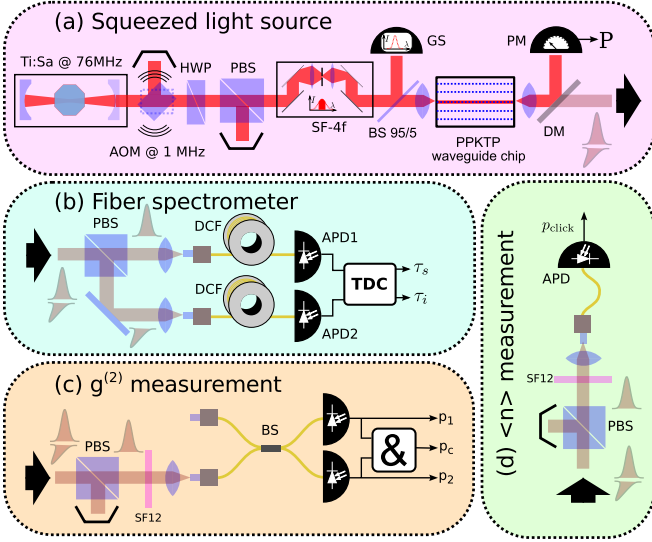 (a) Squeezed light source
Ti:Sa @ 76MHz
HWP
PBS
GS
PM
P
λ
I
λ
AOM @ 1 MHz
SF-4f
BS 95/5
PPKTP
waveguide chip
DM
(b) Fiber spectrometer
PBS
DCF
APD1
DCF
APD2
TDC
τs
τi
(c) g(2) measurement
PBS
SF12
BS
&
p1
pc
p2
(d) <n> measurement
pclick
APD
SF12
PBS